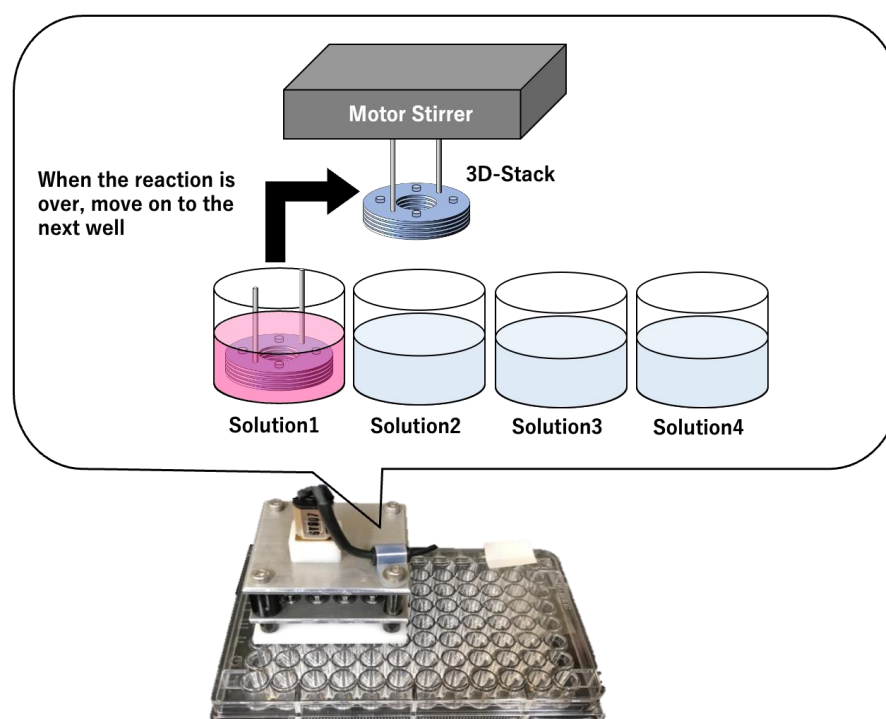 Motor Stirrer
3D-Stack
When the reaction is
over, move on to the
next well
Solution1
Solution2
Solution3
Solution4